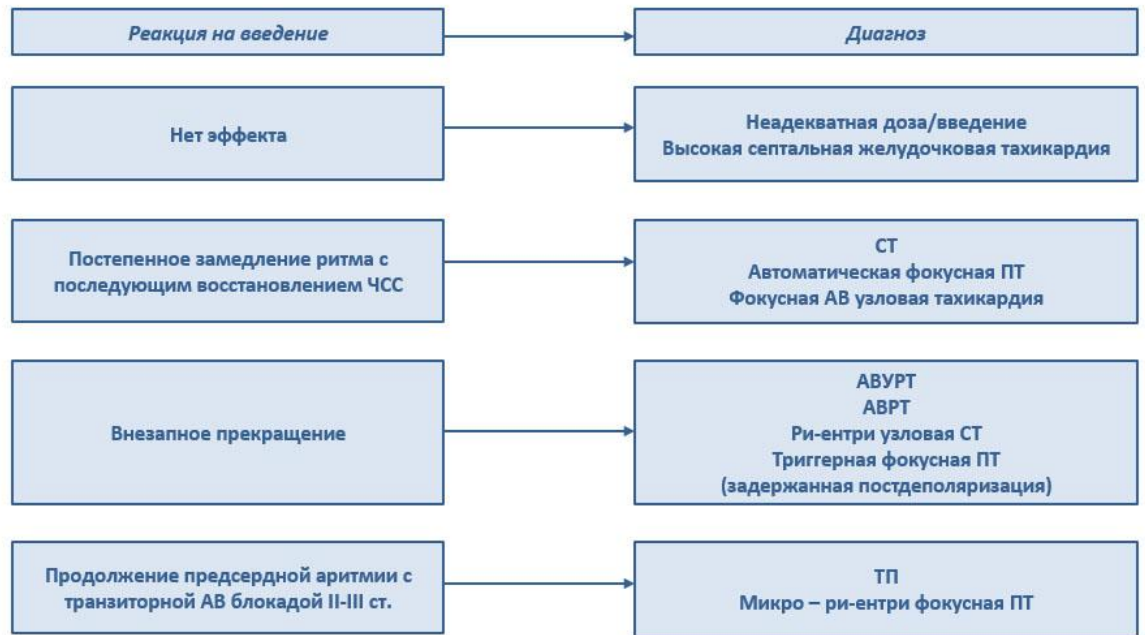 Реакция на введение
Диагноз
Нет эффекта
Неадекватная доза/введение
Высокая септальная желудочковая тахикардия
Постепенное замедление ритма с
последующим восстановлением ЧСС
СТ
Автоматическая фокусная ПТ
Фокусная АВ узловая тахикардия
Внезапное прекращение
АВУРТ
АВРТ
Ри-ентри узловая СТ
Триггерная фокусная ПТ
(задержанная постдеполяризация)
Продолжение предсердной аритмии с
транзиторной АВ блокадой II-III ст.
ТП
Микро – ри-ентри фокусная ПТ